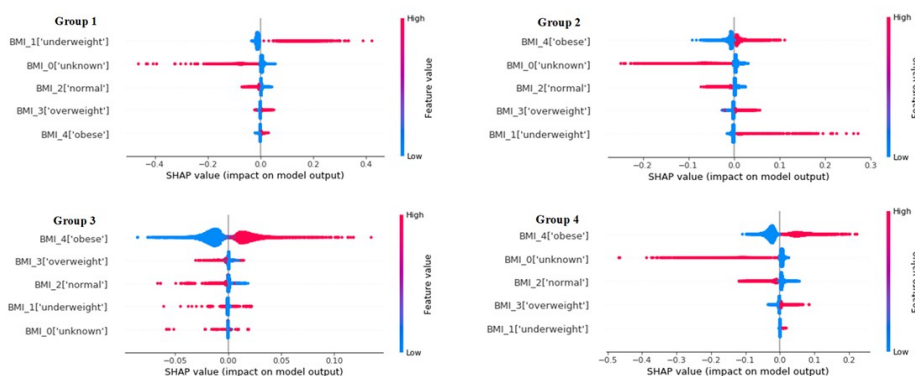 Group 1
High
BMI_1['underweight']
BMI_0['unknown']
BMI_2['normal']
BMI_3['overweight']
BMI_4['obese']
Feature value
Low
-0.4 -0.2 0.0 0.2 0.4
SHAP value (impact on model output)
Group 2
High
BMI_4['obese']
BMI_0['unknown']
BMI_2['normal']
BMI_3['overweight']
BMI_1['underweight']
Feature value
Low
-0.2 -0.1 0.0 0.1 0.2 0.3
SHAP value (impact on model output)
Group 3
High
BMI_4['obese']
BMI_3['overweight']
BMI_2['normal']
BMI_1['underweight']
BMI_0['unknown']
Feature value
Low
-0.05 0.00 0.05 0.10
SHAP value (impact on model output)
Group 4
High
BMI_4['obese']
BMI_0['unknown']
BMI_2['normal']
BMI_3['overweight']
BMI_1['underweight']
Feature value
Low
-0.5 -0.4 -0.3 -0.2 -0.1 0.0 0.1 0.2
SHAP value (impact on model output)